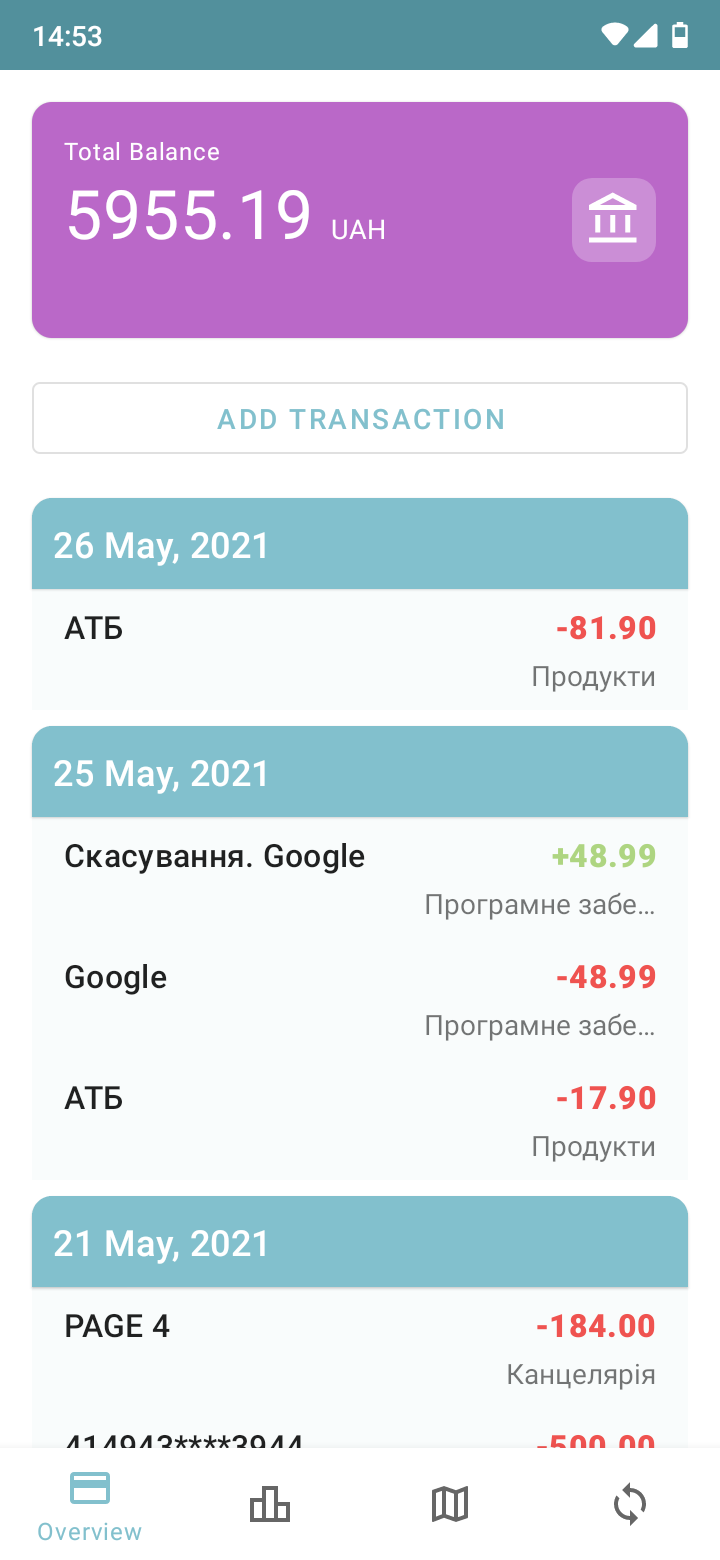 14:53
Total Balance
5955.19 UAH
ADD TRANSACTION
26 May, 2021
АТБ -81.90
Продукти
25 May, 2021
Скасування. Google +48.99
Програмне забе…
Google -48.99
Програмне забе…
АТБ -17.90
Продукти
21 May, 2021
PAGE 4 -184.00
Канцелярія
414943****3944 -500.00
Overview